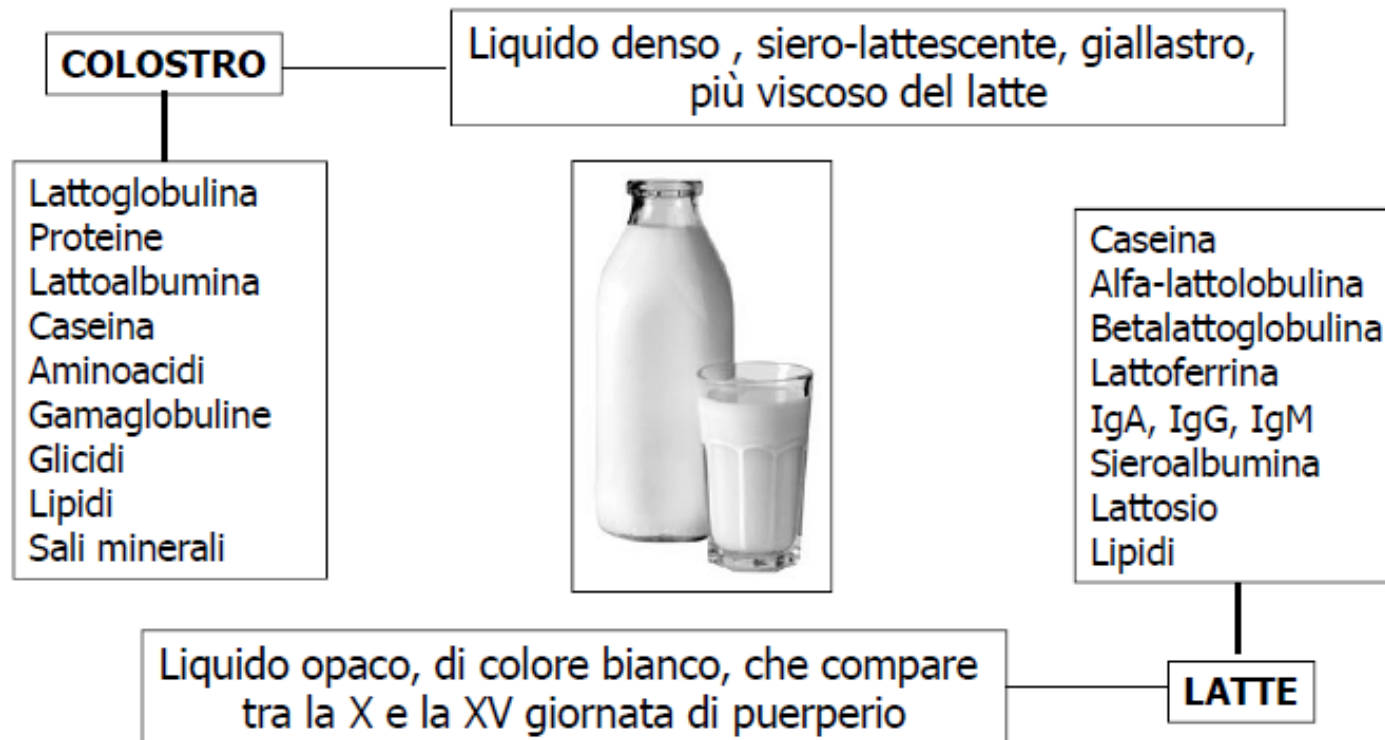 COLOSTRO
Liquido denso , siero-lattescente, giallastro,
più viscoso del latte
Lattoglobulina
Proteine
Lattoalbumina
Caseina
Aminoacidi
Gamaglobuline
Glicidi
Lipidi
Sali minerali
Caseina
Alfa-lattolobulina
Betalattoglobulina
Lattoferrina
IgA, IgG, IgM
Sieroalbumina
Lattosio
Lipidi
Liquido opaco, di colore bianco, che compare
tra la X e la XV giornata di puerperio
LATTE